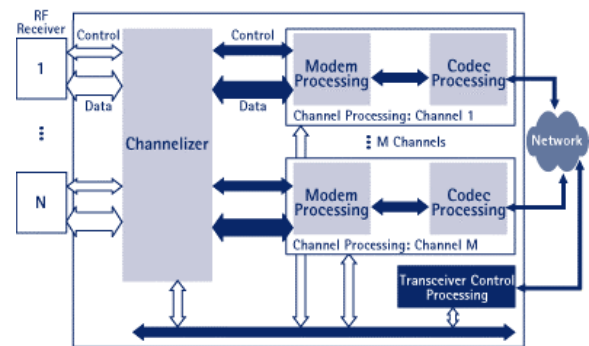 RF
Receiver
1
N
Control
Data
Channelizer
Control
Data
Modem
Processing
Codec
Processing
Channel Processing: Channel 1
M Channels
Modem
Processing
Codec
Processing
Channel Processing: Channel M
Network
Transceiver Control
Processing